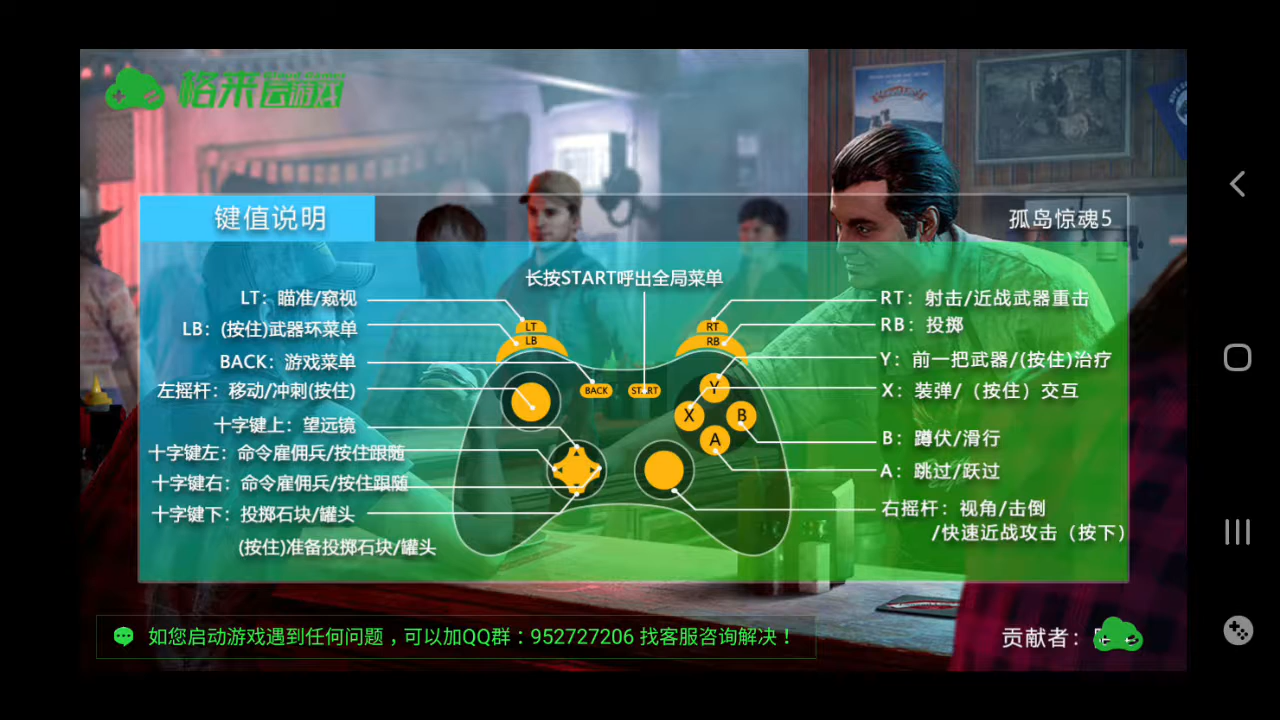 格来云游戏
键值说明
孤岛惊魂5
长按START呼出全局菜单
LT：瞄准/窥视
LB：(按住)武器环菜单
BACK：游戏菜单
左摇杆：移动/冲刺(按住)
十字键上：望远镜
十字键左：命令雇佣兵/按住跟随
十字键右：命令雇佣兵/按住跟随
十字键下：投掷石块/罐头
(按住)准备投掷石块/罐头
LT
LB
BACK
START
RT
RB
Y
X
B
A
RT：射击/近战武器重击
RB：投掷
Y：前一把武器/(按住)治疗
X：装弹/（按住）交互
B：蹲伏/滑行
A：跳过/跃过
右摇杆：视角/击倒
/快速近战攻击（按下）
如您启动游戏遇到任何问题，可以加QQ群：952727206 找客服咨询解决！
贡献者：